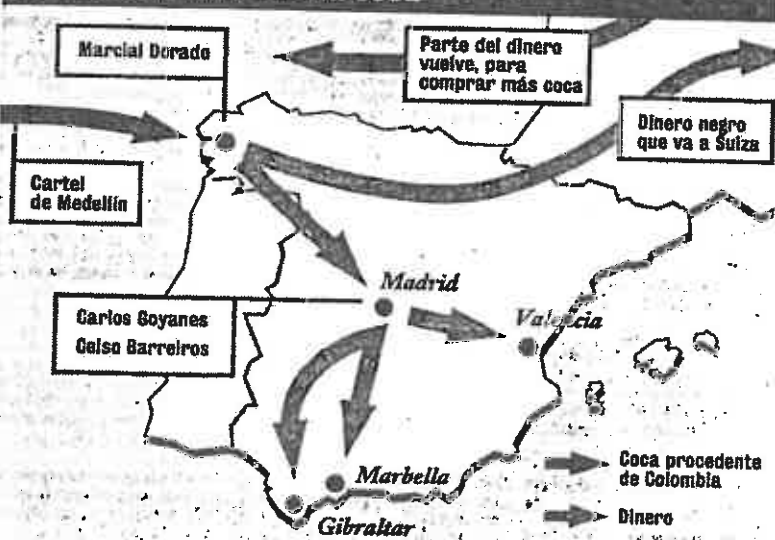 Marcial Dorado
Parte del dinero
vuelve, para
comprar más coca
Dinero negro
que va a Suiza
Cartel
de Medellín
Madrid
Carlos Goyanes
Celso Barreiros
Valencia
Marbella
Gibraltar
Coca procedente
de Colombia
Dinero